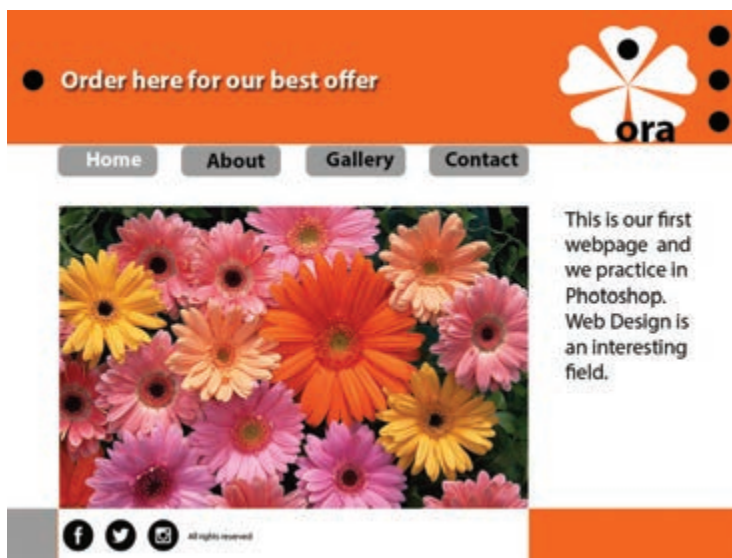 Order here for our best offer
ora
Home About Gallery Contact
This is our first
webpage and
we practice in
Photoshop.
Web Design is
an interesting
field.
All rights reserved